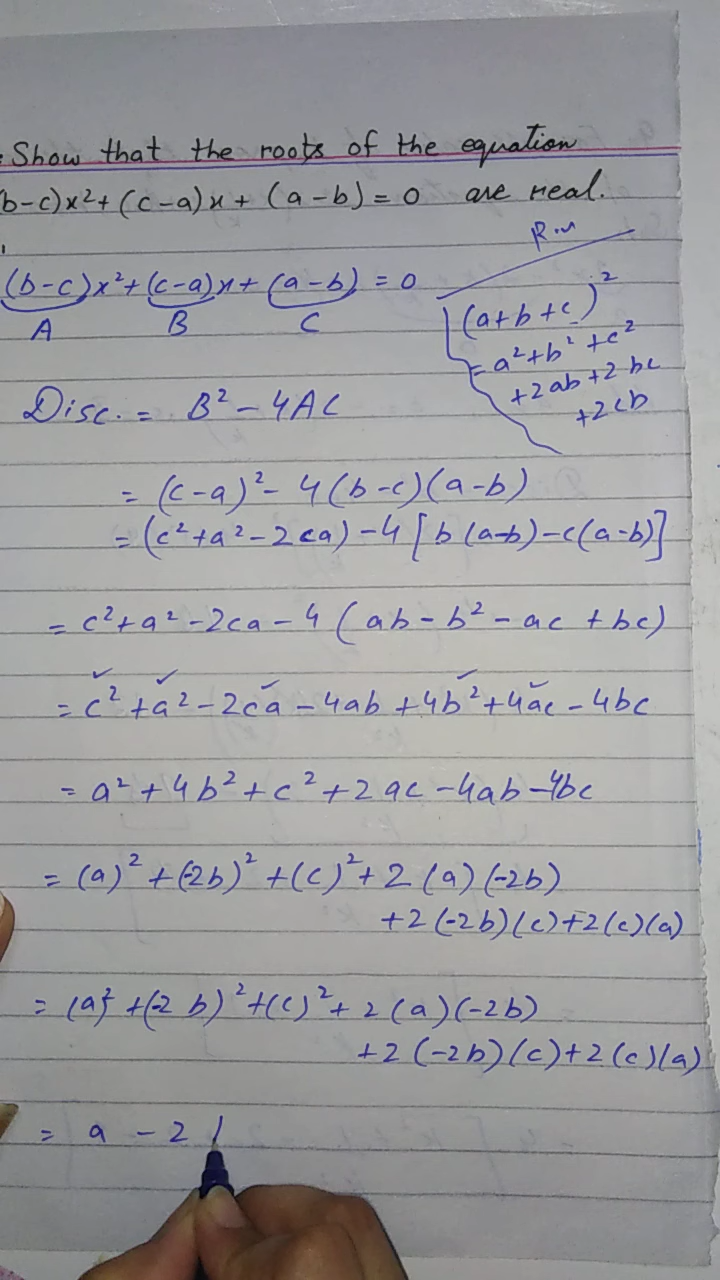 Show that the roots of the equation
b-c)x²+(c-a)x+(a-b)=0 are real.
(b-c)x²+(c-a)x+(a-b)=0
A B C
R.w
(a+b+c)²
=a²+b²+c²
+2ab+2bc
+2cb
Disc. = B²-4AC
= (c-a)²-4(b-c)(a-b)
= (c²+a²-2ca)-4[b(a-b)-c(a-b)]
= c²+a²-2ca-4(ab-b²-ac+bc)
= c²+a²-2ca-4ab+4b²+4ac-4bc
= a²+4b²+c²+2ac-4ab-4bc
= (a)²+(-2b)²+(c)²+2(a)(-2b)
+2(-2b)(c)+2(c)(a)
= (a)²+(-2b)²+(c)²+2(a)(-2b)
+2(-2b)(c)+2(c)(a)
= a-2